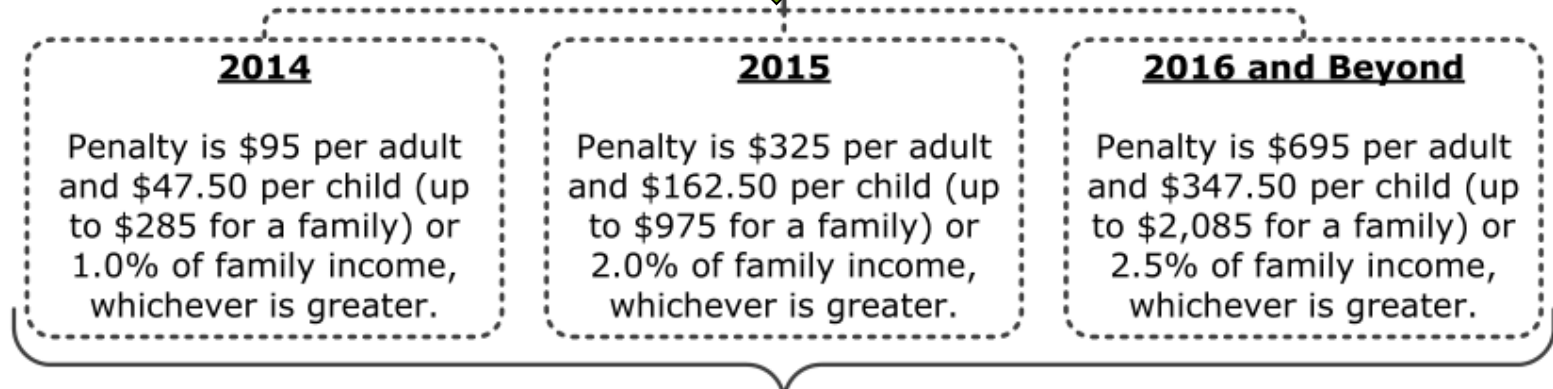 2014
Penalty is $95 per adult
and $47.50 per child (up
to $285 for a family) or
1.0% of family income,
whichever is greater.
2015
Penalty is $325 per adult
and $162.50 per child (up
to $975 for a family) or
2.0% of family income,
whichever is greater.
2016 and Beyond
Penalty is $695 per adult
and $347.50 per child (up
to $2,085 for a family) or
2.5% of family income,
whichever is greater.